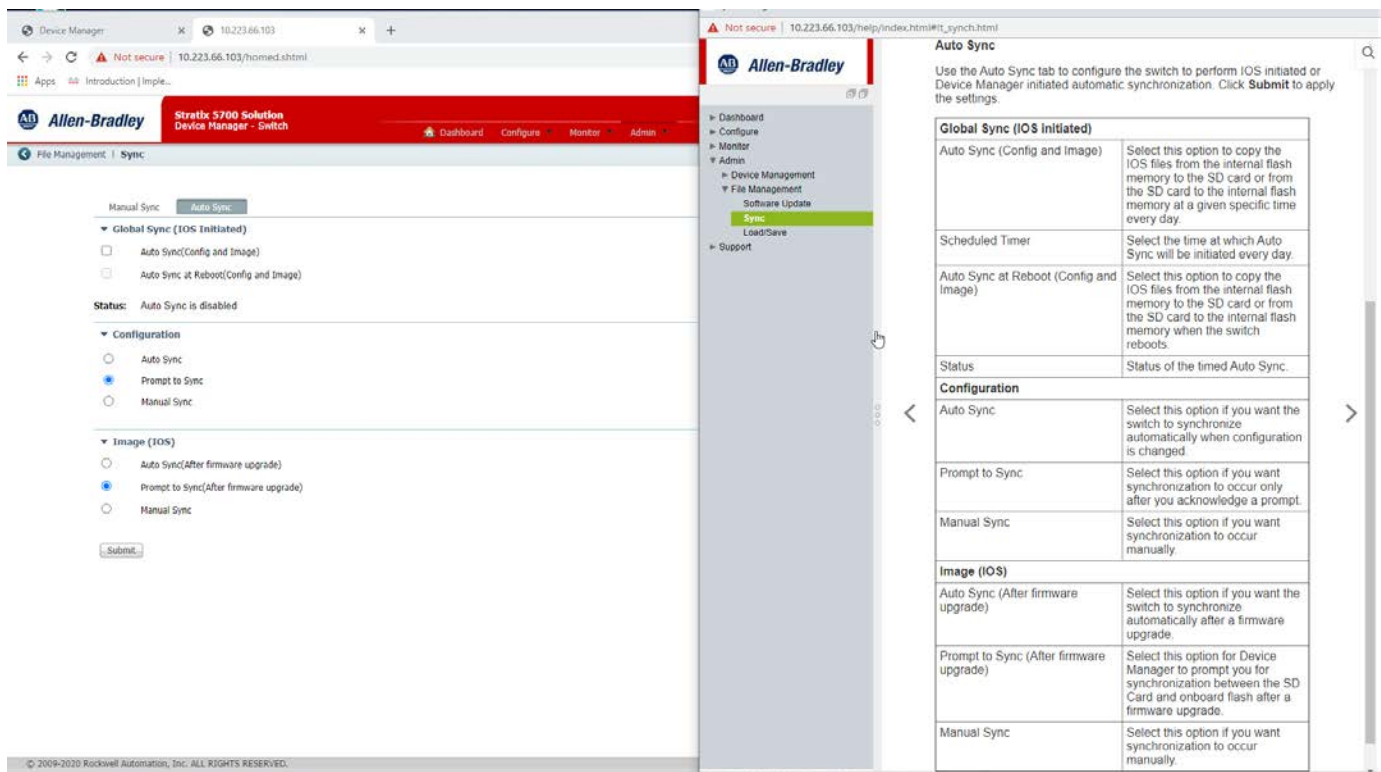 Device Manager
10.223.66.103
Not secure | 10.223.66.103/homed.shtml
Apps
Introduction | Imple...
AB Allen-Bradley
Stratix 5700 Solution
Device Manager - Switch
Dashboard Configure Monitor Admin
File Management | Sync
Manual Sync Auto Sync
Global Sync (IOS Initiated)
Auto Sync(Config and Image)
Auto Sync at Reboot(Config and Image)
Status: Auto Sync is disabled
Configuration
Auto Sync
Prompt to Sync
Manual Sync
Image (IOS)
Auto Sync(After firmware upgrade)
Prompt to Sync(After firmware upgrade)
Manual Sync
Submit
© 2009-2020 Rockwell Automation, Inc. ALL RIGHTS RESERVED.
Not secure | 10.223.66.103/help/index.html#tt_synch.html
AB Allen-Bradley
Dashboard
Configure
Monitor
Admin
Device Management
File Management
Software Update
Sync
Load/Save
Support
Auto Sync
Use the Auto Sync tab to configure the switch to perform IOS initiated or
Device Manager initiated automatic synchronization. Click Submit to apply
the settings.
Global Sync (IOS Initiated)
Auto Sync (Config and Image)
Select this option to copy the
IOS files from the internal flash
memory to the SD card or from
the SD card to the internal flash
memory at a given specific time
every day.
Scheduled Timer
Select the time at which Auto
Sync will be initiated every day.
Auto Sync at Reboot (Config and
Image)
Select this option to copy the
IOS files from the internal flash
memory to the SD card or from
the SD card to the internal flash
memory when the switch
reboots.
Status
Status of the timed Auto Sync.
Configuration
Auto Sync
Select this option if you want the
switch to synchronize
automatically when configuration
is changed.
Prompt to Sync
Select this option if you want
synchronization to occur only
after you acknowledge a prompt.
Manual Sync
Select this option if you want
synchronization to occur
manually.
Image (IOS)
Auto Sync (After firmware
upgrade)
Select this option if you want the
switch to synchronize
automatically after a firmware
upgrade.
Prompt to Sync (After firmware
upgrade)
Select this option for Device
Manager to prompt you for
synchronization between the SD
Card and onboard flash after a
firmware upgrade.
Manual Sync
Select this option if you want
synchronization to occur
manually.